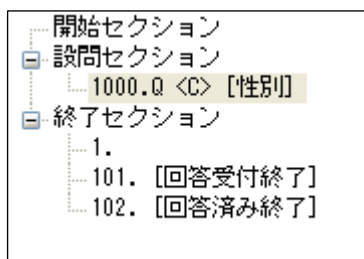 開始セクション
設問セクション
1000.Q <C> [性別]
終了セクション
1.
101. [回答受付終了]
102. [回答済み終了]